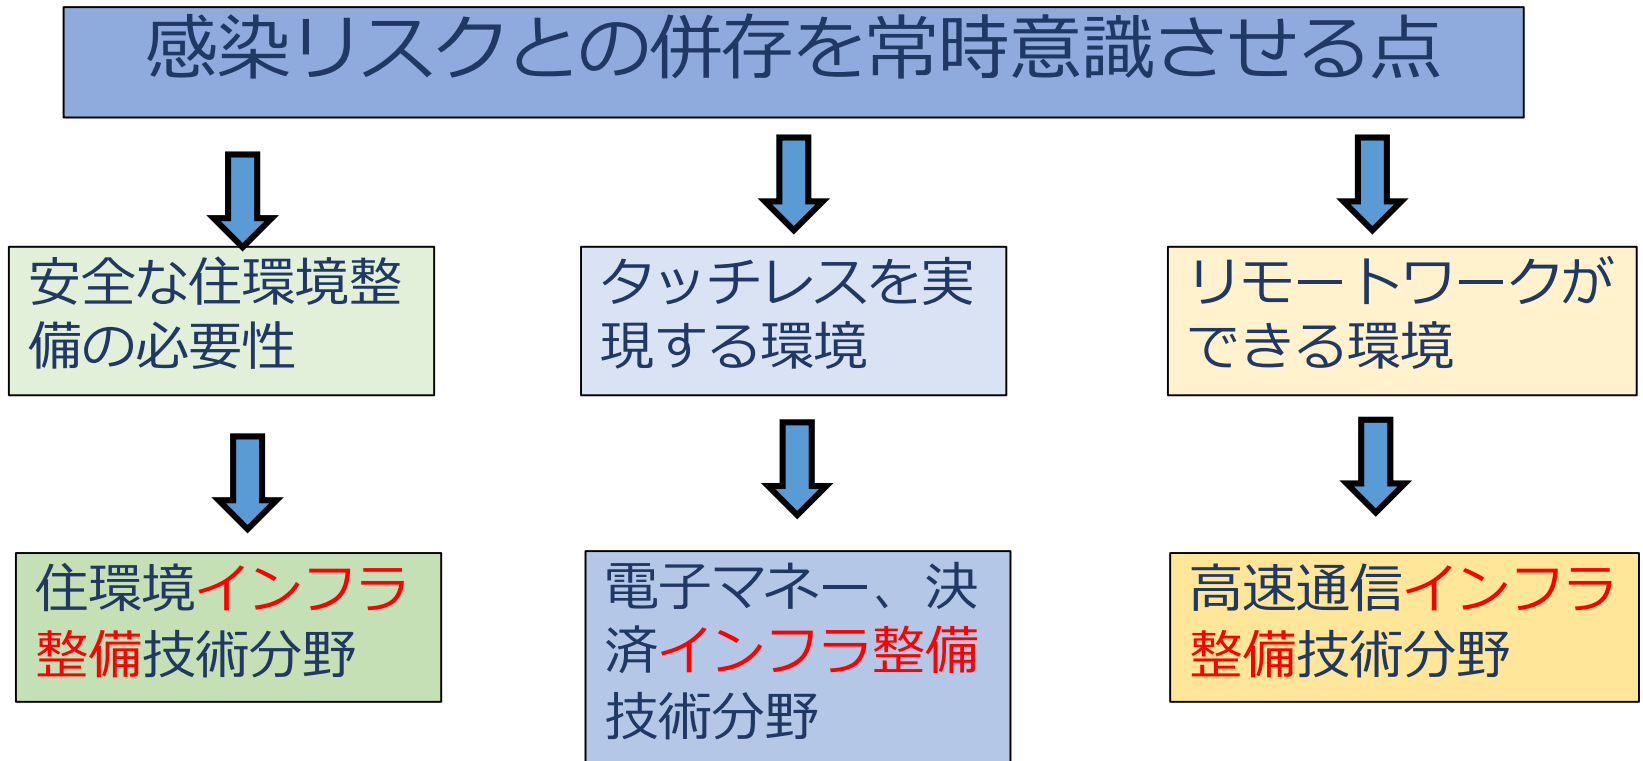 感染リスクとの併存を常時意識させる点
安全な住環境整
備の必要性
タッチレスを実
現する環境
リモートワークが
できる環境
住環境インフラ
整備技術分野
電子マネー、決
済インフラ整備
技術分野
高速通信インフラ
整備技術分野